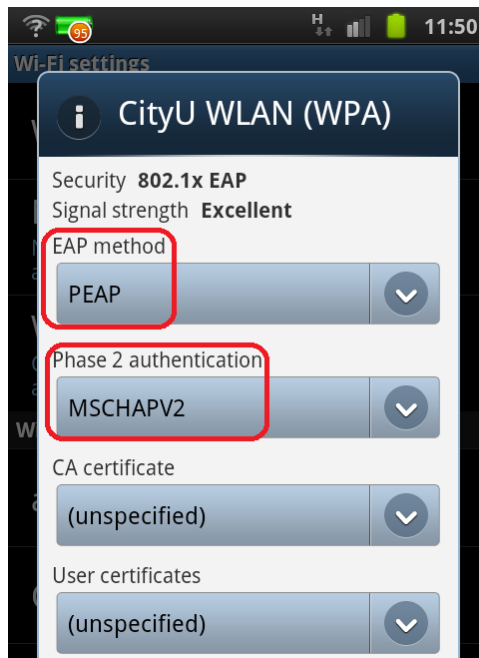 95
H
11:50
Wi-Fi settings
CityU WLAN (WPA)
Security 802.1x EAP
Signal strength Excellent
EAP method
PEAP
Phase 2 authentication
MSCHAPV2
CA certificate
(unspecified)
User certificates
(unspecified)